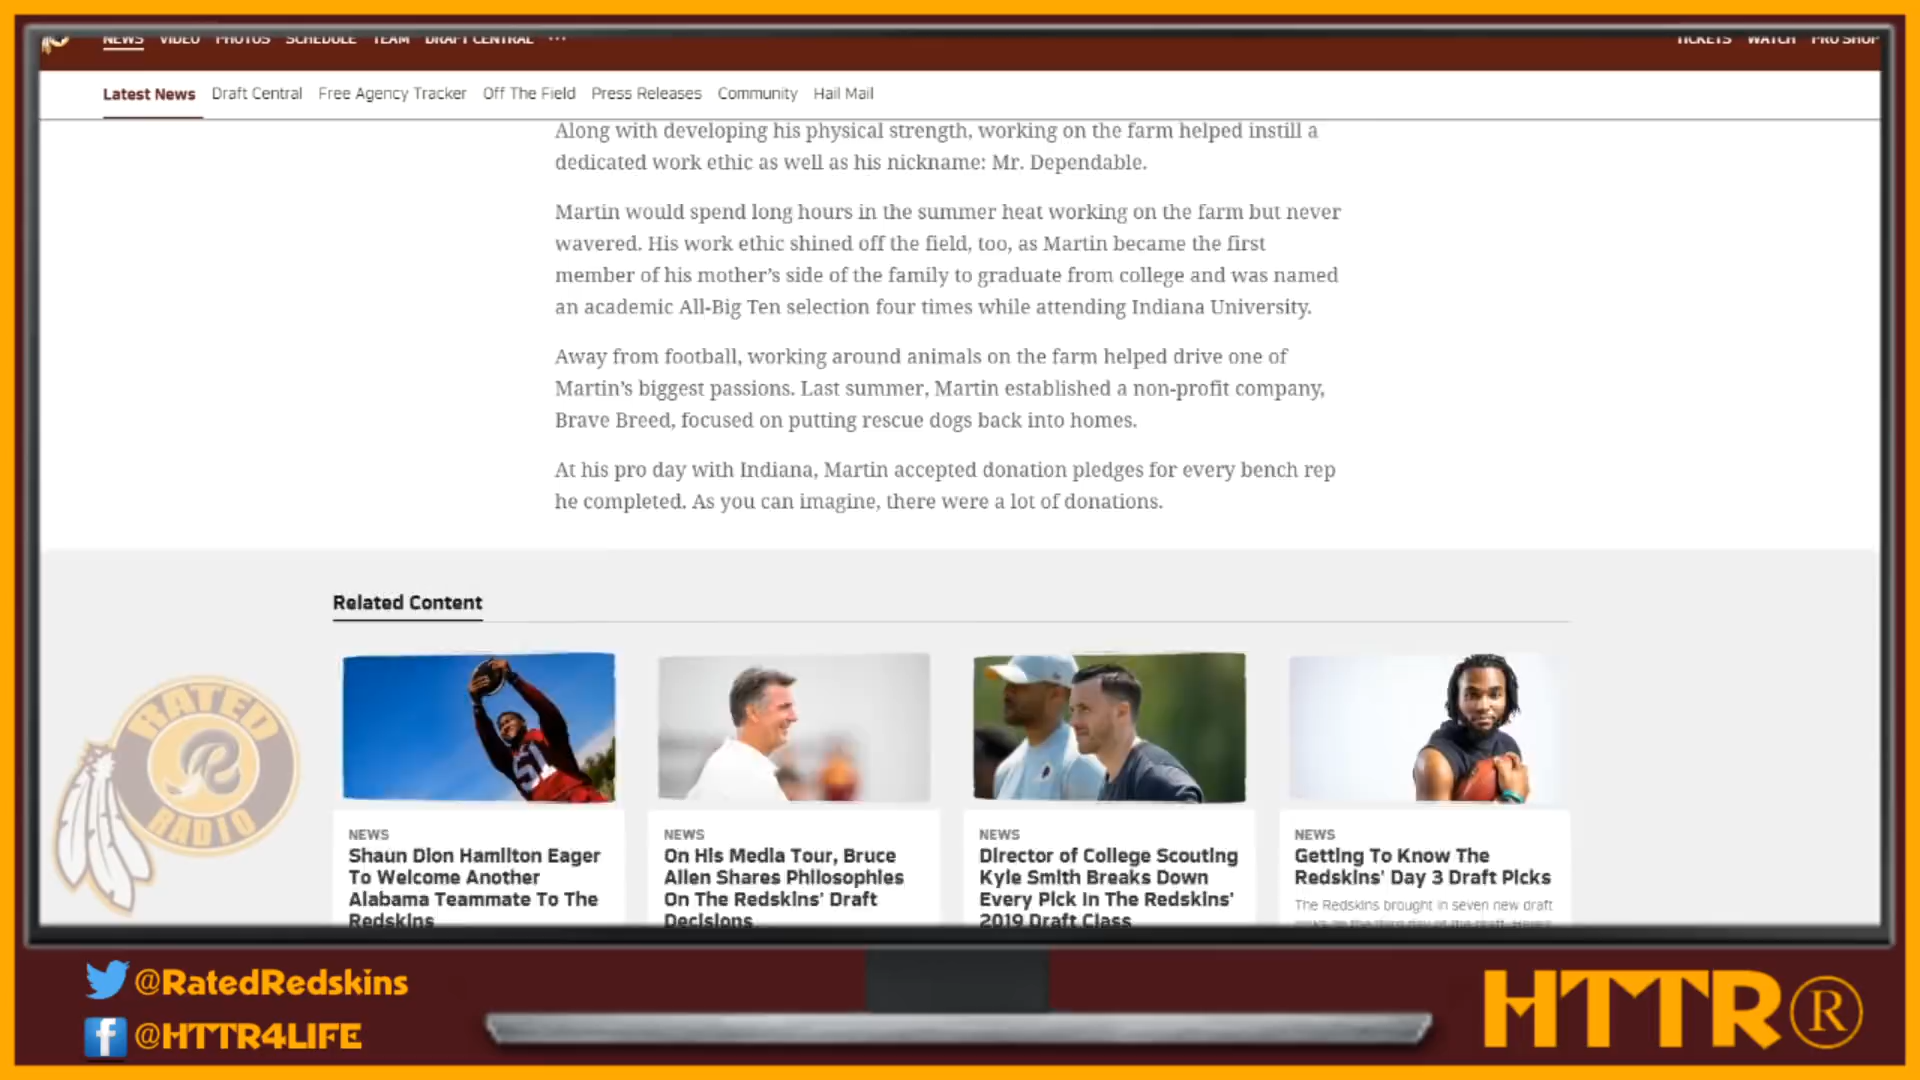 NEWS VIDEO PHOTOS SCHEDULE TEAM DRAFT CENTRAL ...
TICKETS WATCH PRO SHOP
Latest News Draft Central Free Agency Tracker Off The Field Press Releases Community Hail Mail
Along with developing his physical strength, working on the farm helped instill a
dedicated work ethic as well as his nickname: Mr. Dependable.
Martin would spend long hours in the summer heat working on the farm but never
wavered. His work ethic shined off the field, too, as Martin became the first
member of his mother's side of the family to graduate from college and was named
an academic All-Big Ten selection four times while attending Indiana University.
Away from football, working around animals on the farm helped drive one of
Martin's biggest passions. Last summer, Martin established a non-profit company,
Brave Breed, focused on putting rescue dogs back into homes.
At his pro day with Indiana, Martin accepted donation pledges for every bench rep
he completed. As you can imagine, there were a lot of donations.
Related Content
51
RATED
R
RADIO
NEWS
Shaun Dion Hamilton Eager
To Welcome Another
Alabama Teammate To The
Redskins
NEWS
On His Media Tour, Bruce
Allen Shares Philosophies
On The Redskins' Draft
Decisions
NEWS
Director of College Scouting
Kyle Smith Breaks Down
Every Pick In The Redskins'
2019 Draft Class
NEWS
Getting To Know The
Redskins' Day 3 Draft Picks
The Redskins brought in seven new draft
@RatedRedskins
@HTTR4LIFE
HTTR®